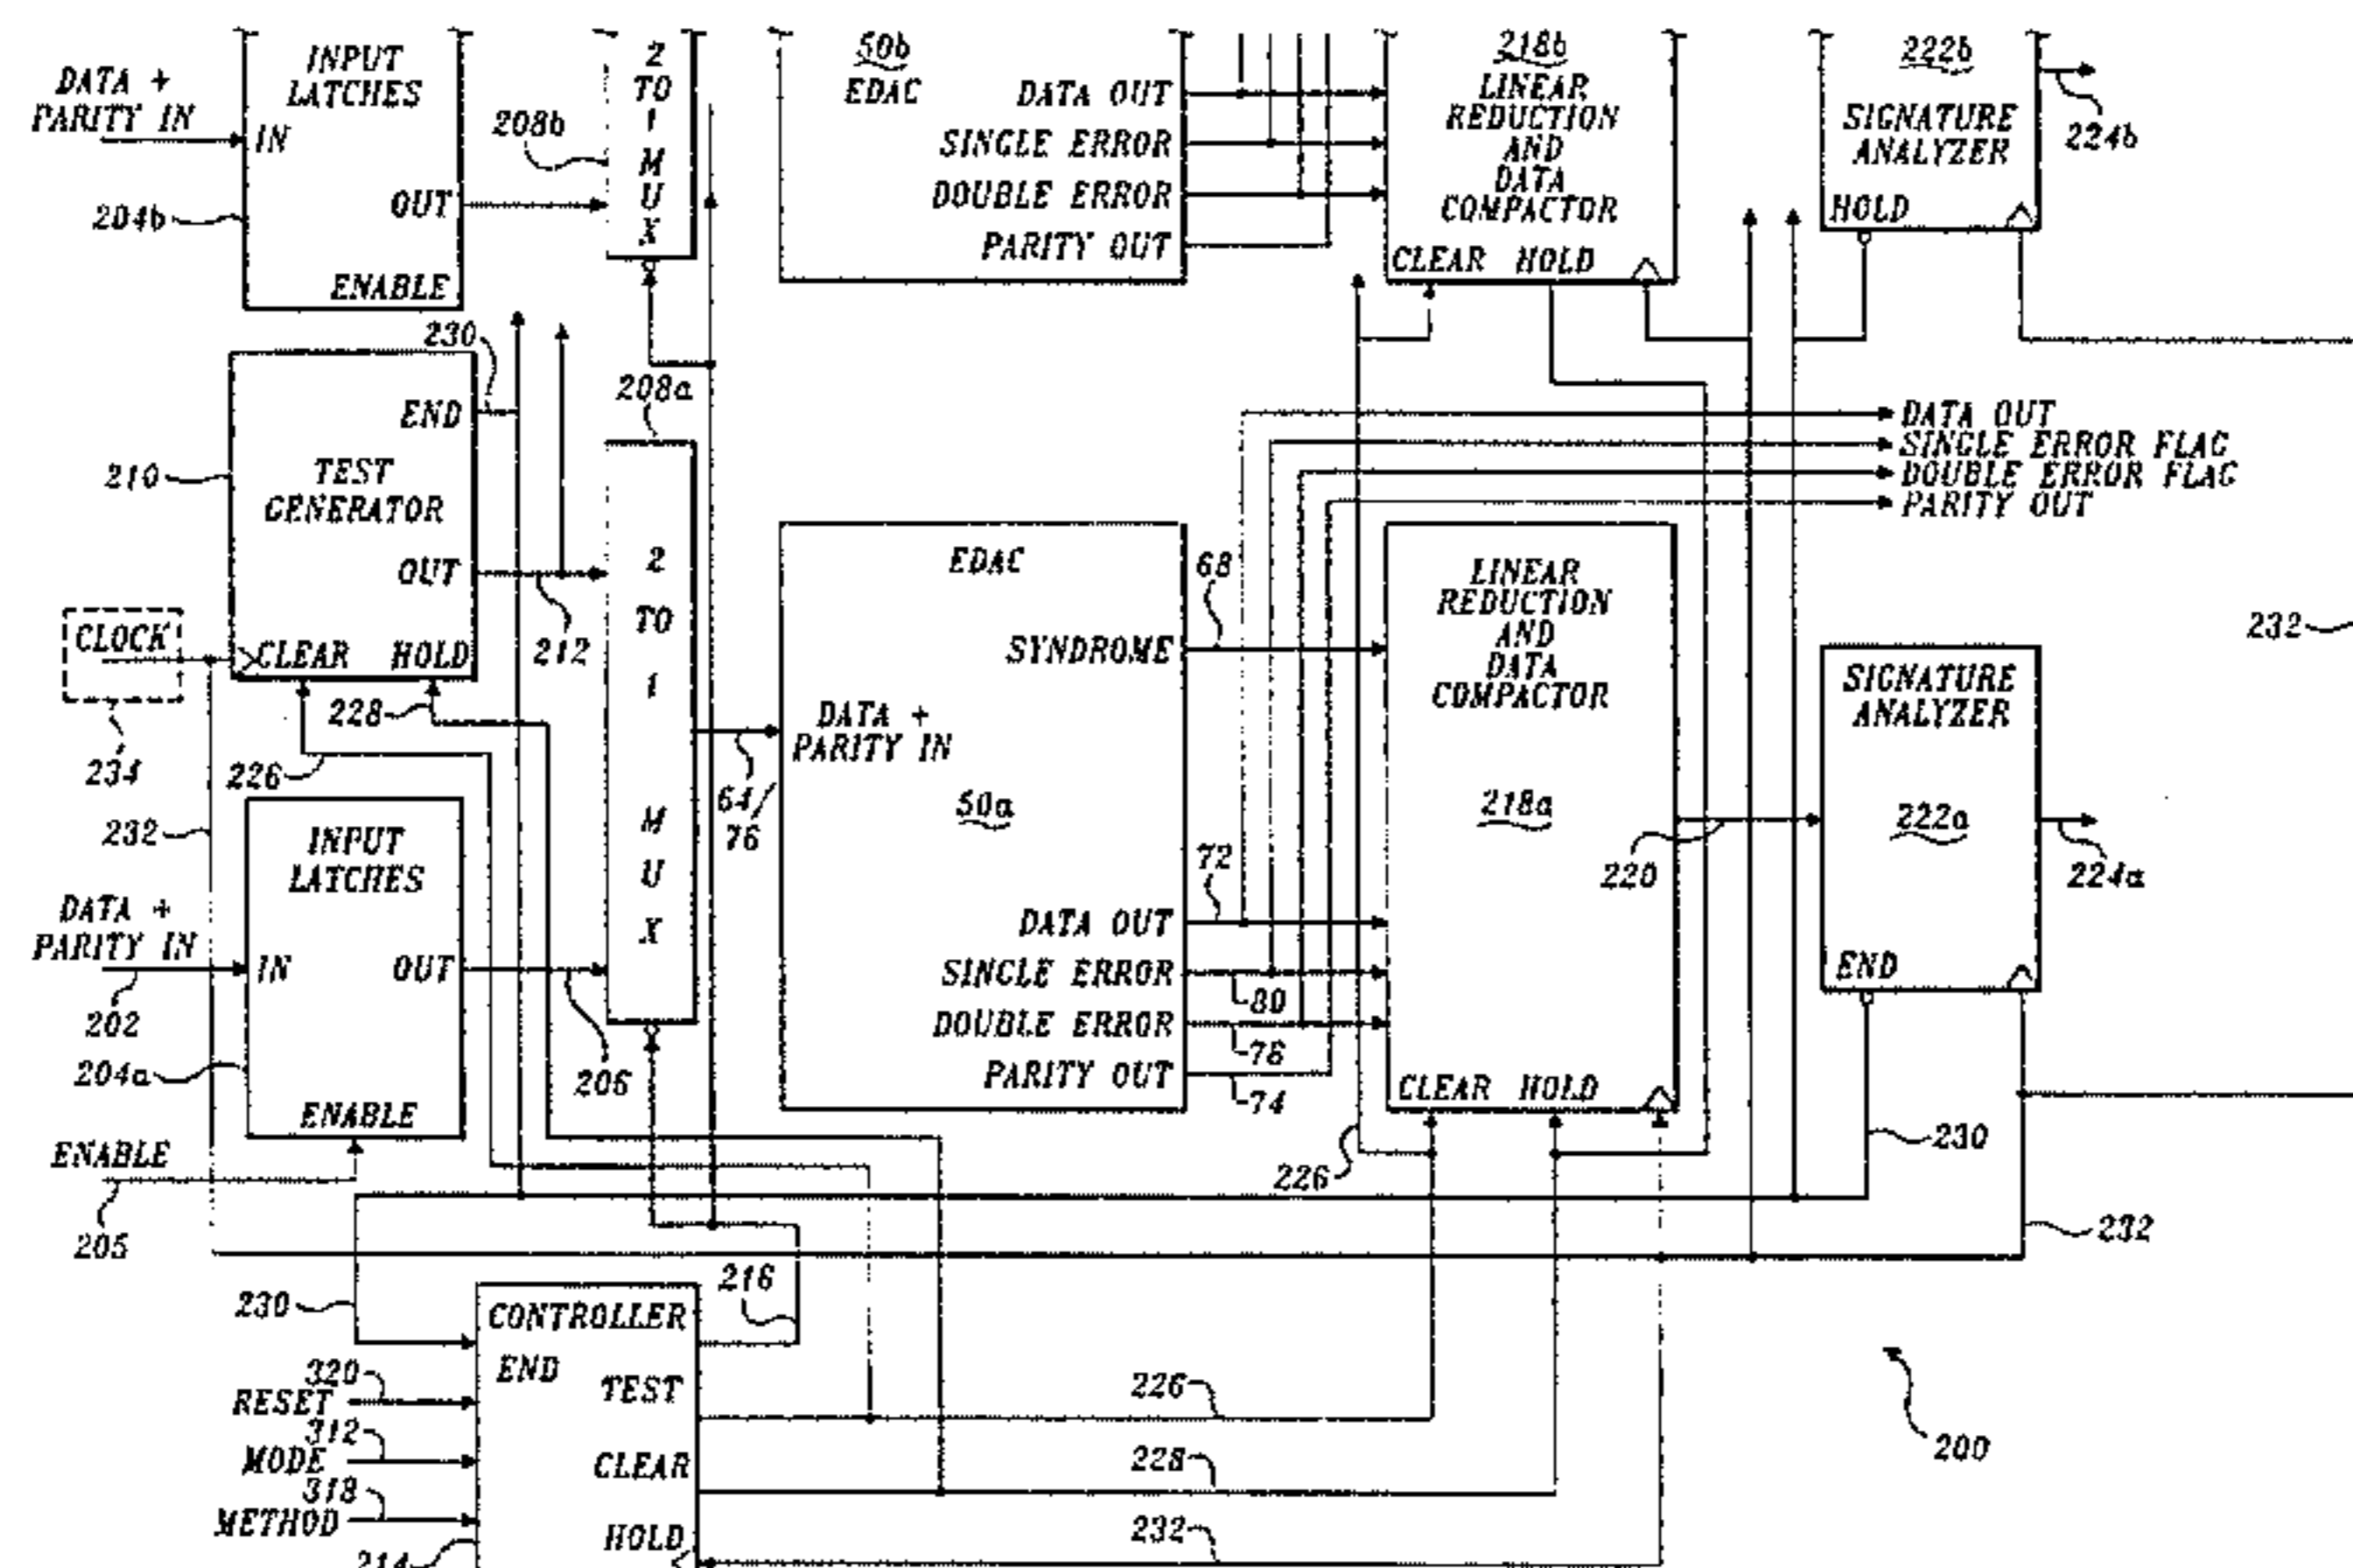 DATA +
PARITY IN
IN
INPUT
LATCHES
OUT
ENABLE
204b
208b
2
TO
1
M
U
X
50b
EDAC
DATA OUT
SINGLE ERROR
DOUBLE ERROR
PARITY OUT
218b
LINEAR
REDUCTION
AND
DATA
COMPACTOR
CLEAR HOLD
222b
SIGNATURE
ANALYZER
HOLD
224b
230
END
210
TEST
GENERATOR
OUT
CLOCK
CLEAR HOLD
212
228
234
226
232
208a
2
TO
1
M
U
X
64
76
DATA OUT
SINGLE ERROR FLAG
DOUBLE ERROR FLAG
PARITY OUT
EDAC
SYNDROME
68
DATA +
PARITY IN
50a
72
DATA OUT
SINGLE ERROR
80
DOUBLE ERROR
78
PARITY OUT
74
LINEAR
REDUCTION
AND
DATA
COMPACTOR
218a
CLEAR HOLD
220
232
SIGNATURE
ANALYZER
222a
END
224a
INPUT
LATCHES
DATA +
PARITY IN
IN
OUT
202
204a
206
ENABLE
ENABLE
205
226
230
232
216
230
CONTROLLER
END
TEST
320
RESET
312
MODE
CLEAR
318
METHOD
HOLD
214
226
228
232
200